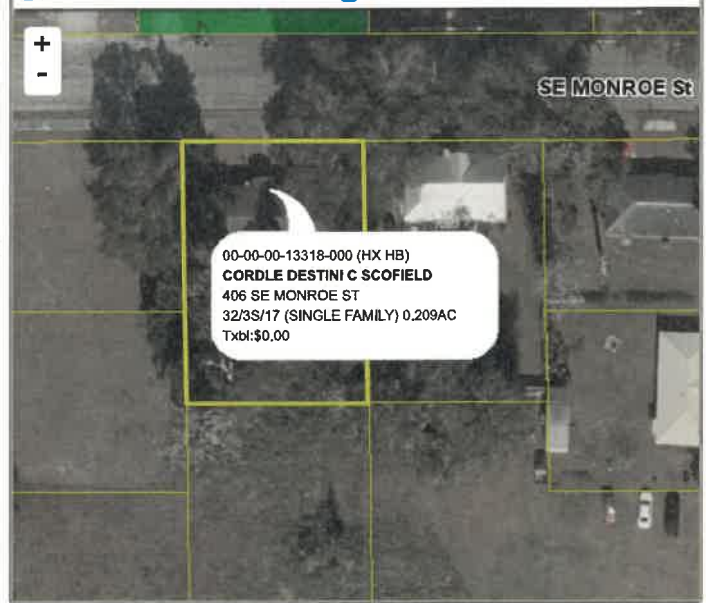 +
-
SE MONROE St
00-00-00-13318-000 (HX HB)
CORDLE DESTINI C SCOFIELD
406 SE MONROE ST
32/3S/17 (SINGLE FAMILY) 0.209AC
Txbl:$0.00